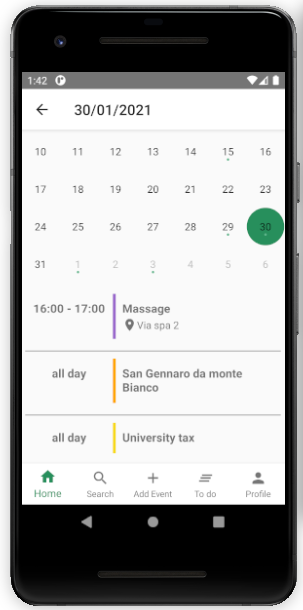 1:42
30/01/2021
10 11 12 13 14 15 16
17 18 19 20 21 22 23
24 25 26 27 28 29 30
31 1 2 3 4 5 6
16:00 - 17:00 Massage
Via spa 2
all day San Gennaro da monte
Bianco
all day University tax
Home Search Add Event To do Profile